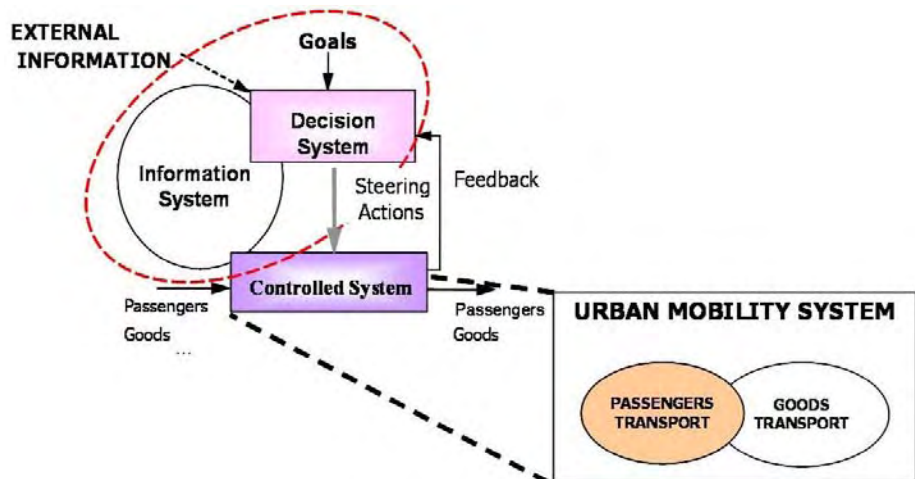 EXTERNAL
INFORMATION
Goals
Decision
System
Information
System
Steering
Actions
Feedback
Controlled System
Passengers
Goods
...
Passengers
Goods
URBAN MOBILITY SYSTEM
PASSENGERS
TRANSPORT
GOODS
TRANSPORT